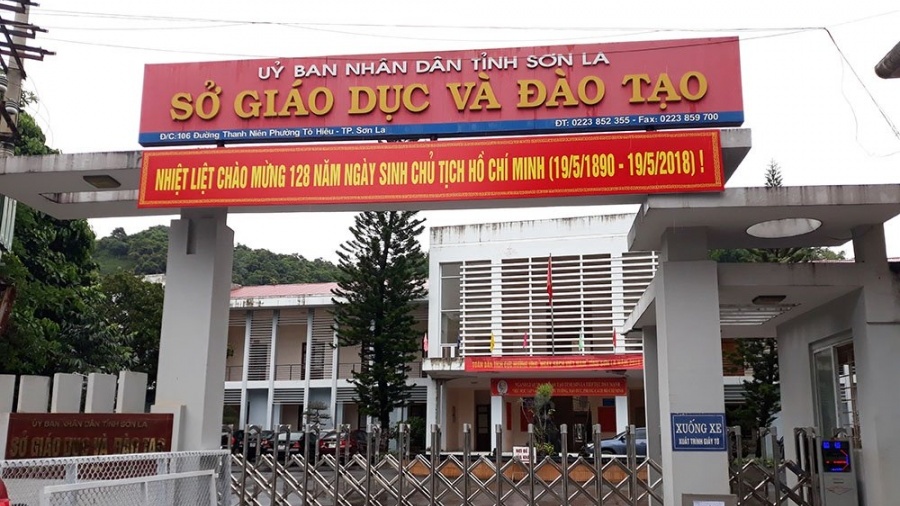 UỶ BAN NHÂN DÂN TỈNH SƠN LA
SỞ GIÁO DỤC VÀ ĐÀO TẠO
Đ/C: 106 Đường Thanh Niên Phường Tô Hiệu - TP. Sơn La
ĐT: 0223 852 355 - Fax: 0223 859 700
NHIỆT LIỆT CHÀO MỪNG 128 NĂM NGÀY SINH CHỦ TỊCH HỒ CHÍ MINH (19/5/1890 - 19/5/2018) !
UỶ BAN NHÂN DÂN TỈNH SƠN LA
SỞ GIÁO DỤC VÀ ĐÀO TẠO
XUỐNG XE
XUẤT TRÌNH GIẤY TỜ